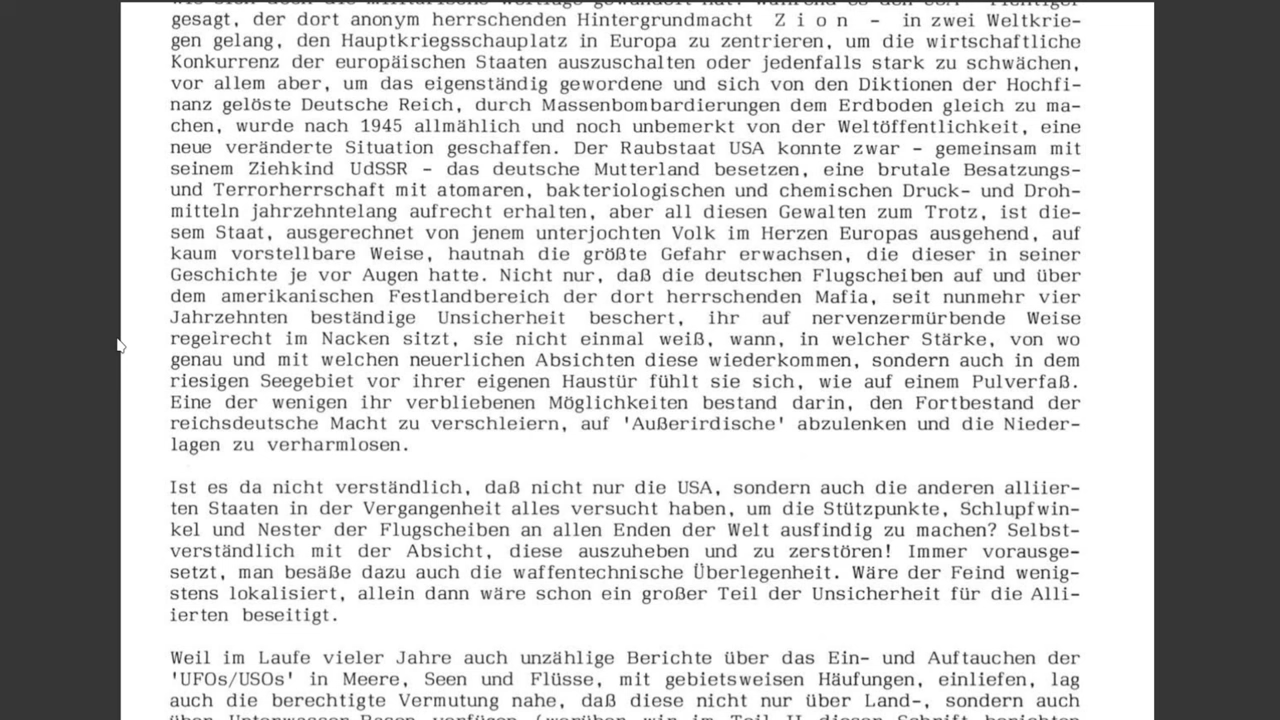 gesagt, der dort anonym herrschenden Hintergrundmacht Z i o n - in zwei Weltkrie-
gen gelang, den Hauptkriegsschauplatz in Europa zu zentrieren, um die wirtschaftliche
Konkurrenz der europäischen Staaten auszuschalten oder jedenfalls stark zu schwächen,
vor allem aber, um das eigenständig gewordene und sich von den Diktionen der Hochfi-
nanz gelöste Deutsche Reich, durch Massenbombardierungen dem Erdboden gleich zu ma-
chen, wurde nach 1945 allmählich und noch unbemerkt von der Weltöffentlichkeit, eine
neue veränderte Situation geschaffen. Der Raubstaat USA konnte zwar - gemeinsam mit
seinem Ziehkind UdSSR - das deutsche Mutterland besetzen, eine brutale Besatzungs-
und Terrorherrschaft mit atomaren, bakteriologischen und chemischen Druck- und Droh-
mitteln jahrzehntelang aufrecht erhalten, aber all diesen Gewalten zum Trotz, ist die-
sem Staat, ausgerechnet von jenem unterjochten Volk im Herzen Europas ausgehend, auf
kaum vorstellbare Weise, hautnah die größte Gefahr erwachsen, die dieser in seiner
Geschichte je vor Augen hatte. Nicht nur, daß die deutschen Flugscheiben auf und über
dem amerikanischen Festlandbereich der dort herrschenden Mafia, seit nunmehr vier
Jahrzehnten beständige Unsicherheit beschert, ihr auf nervenzermürbende Weise
regelrecht im Nacken sitzt, sie nicht einmal weiß, wann, in welcher Stärke, von wo
genau und mit welchen neuerlichen Absichten diese wiederkommen, sondern auch in dem
riesigen Seegebiet vor ihrer eigenen Haustür fühlt sie sich, wie auf einem Pulverfaß.
Eine der wenigen ihr verbliebenen Möglichkeiten bestand darin, den Fortbestand der
reichsdeutsche Macht zu verschleiern, auf 'Außerirdische' abzulenken und die Nieder-
lagen zu verharmlosen.
Ist es da nicht verständlich, daß nicht nur die USA, sondern auch die anderen alliier-
ten Staaten in der Vergangenheit alles versucht haben, um die Stützpunkte, Schlupfwin-
kel und Nester der Flugscheiben an allen Enden der Welt ausfindig zu machen? Selbst-
verständlich mit der Absicht, diese auszuheben und zu zerstören! Immer vorausge-
setzt, man besäße dazu auch die waffentechnische Überlegenheit. Wäre der Feind wenig-
stens lokalisiert, allein dann wäre schon ein großer Teil der Unsicherheit für die Alli-
ierten beseitigt.
Weil im Laufe vieler Jahre auch unzählige Berichte über das Ein- und Auftauchen der
'UFOs/USOs' in Meere, Seen und Flüsse, mit gebietsweisen Häufungen, einliefen, lag
auch die berechtigte Vermutung nahe, daß diese nicht nur über Land-, sondern auch